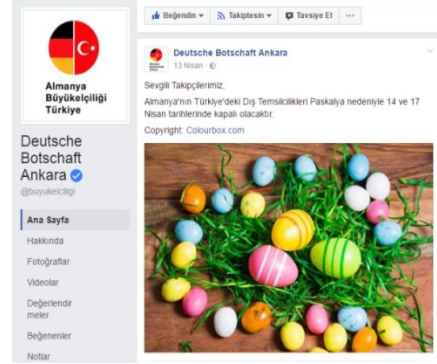 Beğendin
Takiptesin
Tavsiye Et
Almanya
Büyükelçiliği
Türkiye
Deutsche
Botschaft
Ankara
@buyukelciligi
Ana Sayfa
Hakkında
Fotoğraflar
Videolar
Değerlendir
meler
Beğenenler
Notlar
Deutsche Botschaft Ankara
13 Nisan
Sevgili Takipçilerimiz,
Almanya'nın Türkiye'deki Dış Temsilcilikleri Paskalya nedeniyle 14 ve 17
Nisan tarihlerinde kapalı olacaktır.
Copyright: Colourbox.com